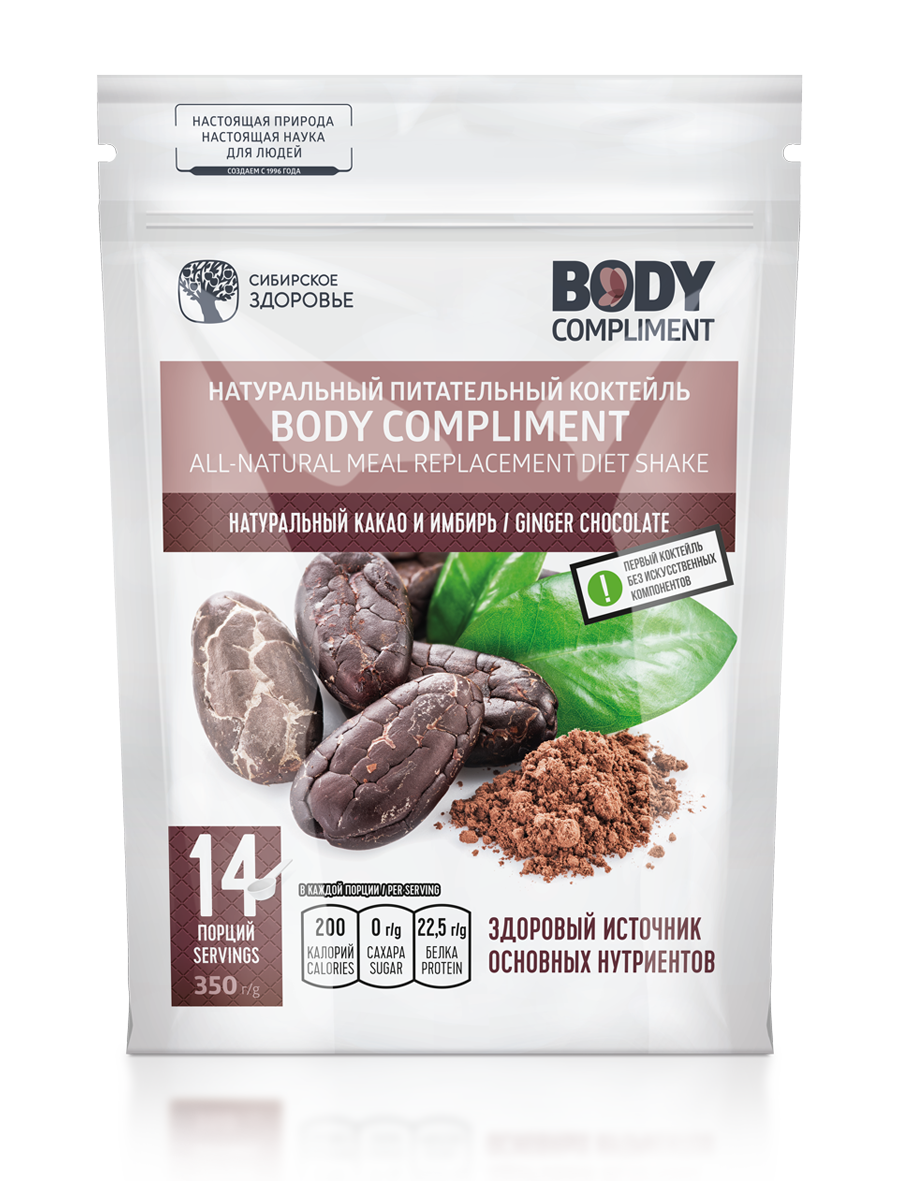 НАСТОЯЩАЯ ПРИРОДА
НАСТОЯЩАЯ НАУКА
ДЛЯ ЛЮДЕЙ
СОЗДАЕМ С 1996 ГОДА
СИБИРСКОЕ
ЗДОРОВЬЕ
BODY
COMPLIMENT
НАТУРАЛЬНЫЙ ПИТАТЕЛЬНЫЙ КОКТЕЙЛЬ
BODY COMPLIMENT
ALL-NATURAL MEAL REPLACEMENT DIET SHAKE
НАТУРАЛЬНЫЙ КАКАО И ИМБИРЬ / GINGER CHOCOLATE
!
ПЕРВЫЙ КОКТЕЙЛЬ
БЕЗ ИСКУССТВЕННЫХ
КОМПОНЕНТОВ
14
ПОРЦИЙ
SERVINGS
350 г/g
В КАЖДОЙ ПОРЦИИ / PER SERVING
200
КАЛОРИЙ
CALORIES
0 г/g
САХАРА
SUGAR
22,5 г/g
БЕЛКА
PROTEIN
ЗДОРОВЫЙ ИСТОЧНИК
ОСНОВНЫХ НУТРИЕНТОВ